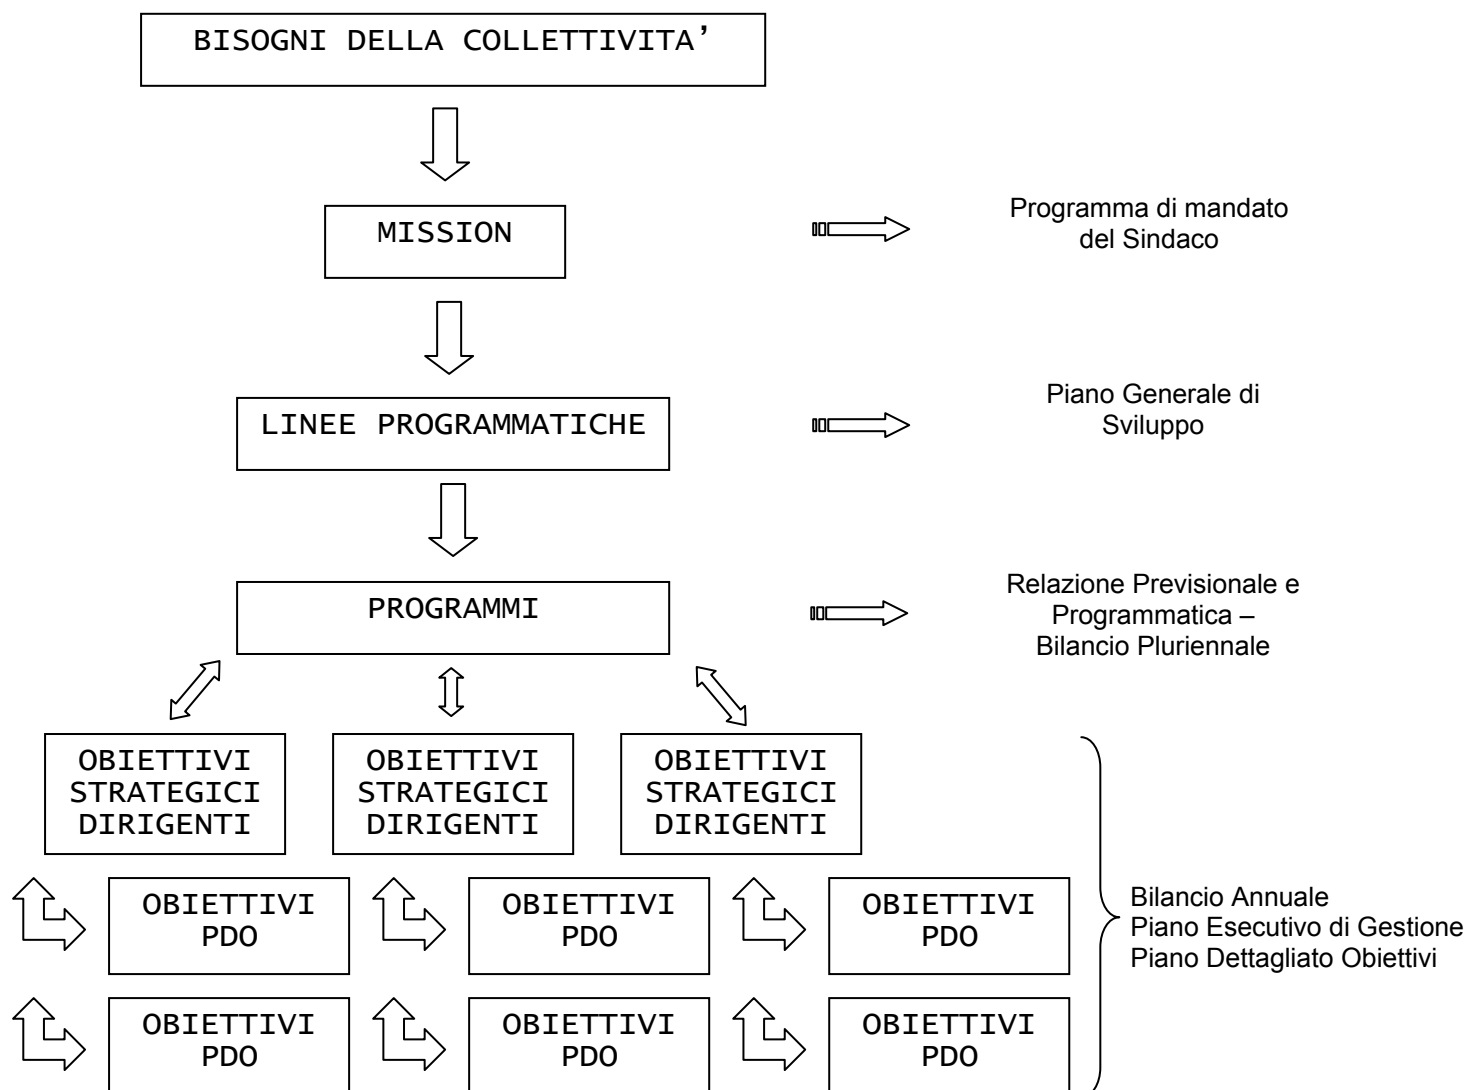 BISOGNI DELLA COLLETTIVITA’
MISSION
Programma di mandato
del Sindaco
LINEE PROGRAMMATICHE
Piano Generale di
Sviluppo
PROGRAMMI
Relazione Previsionale e
Programmatica –
Bilancio Pluriennale
OBIETTIVI
STRATEGICI
DIRIGENTI
OBIETTIVI
STRATEGICI
DIRIGENTI
OBIETTIVI
STRATEGICI
DIRIGENTI
OBIETTIVI
PDO
OBIETTIVI
PDO
OBIETTIVI
PDO
Bilancio Annuale
Piano Esecutivo di Gestione
Piano Dettagliato Obiettivi
OBIETTIVI
PDO
OBIETTIVI
PDO
OBIETTIVI
PDO